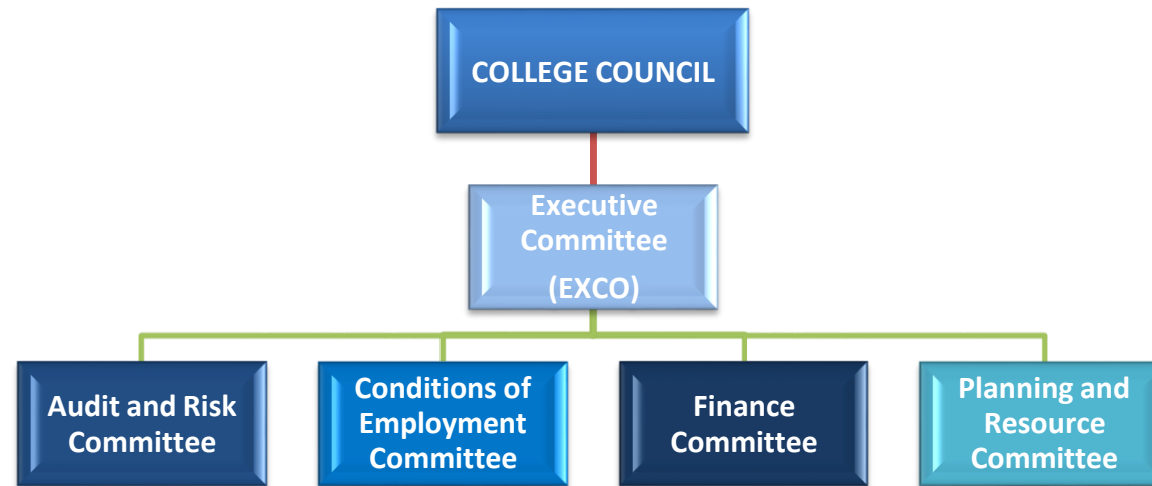 COLLEGE COUNCIL
Executive
Committee
(EXCO)
Audit and Risk
Committee
Conditions of
Employment
Committee
Finance
Committee
Planning and
Resource
Committee